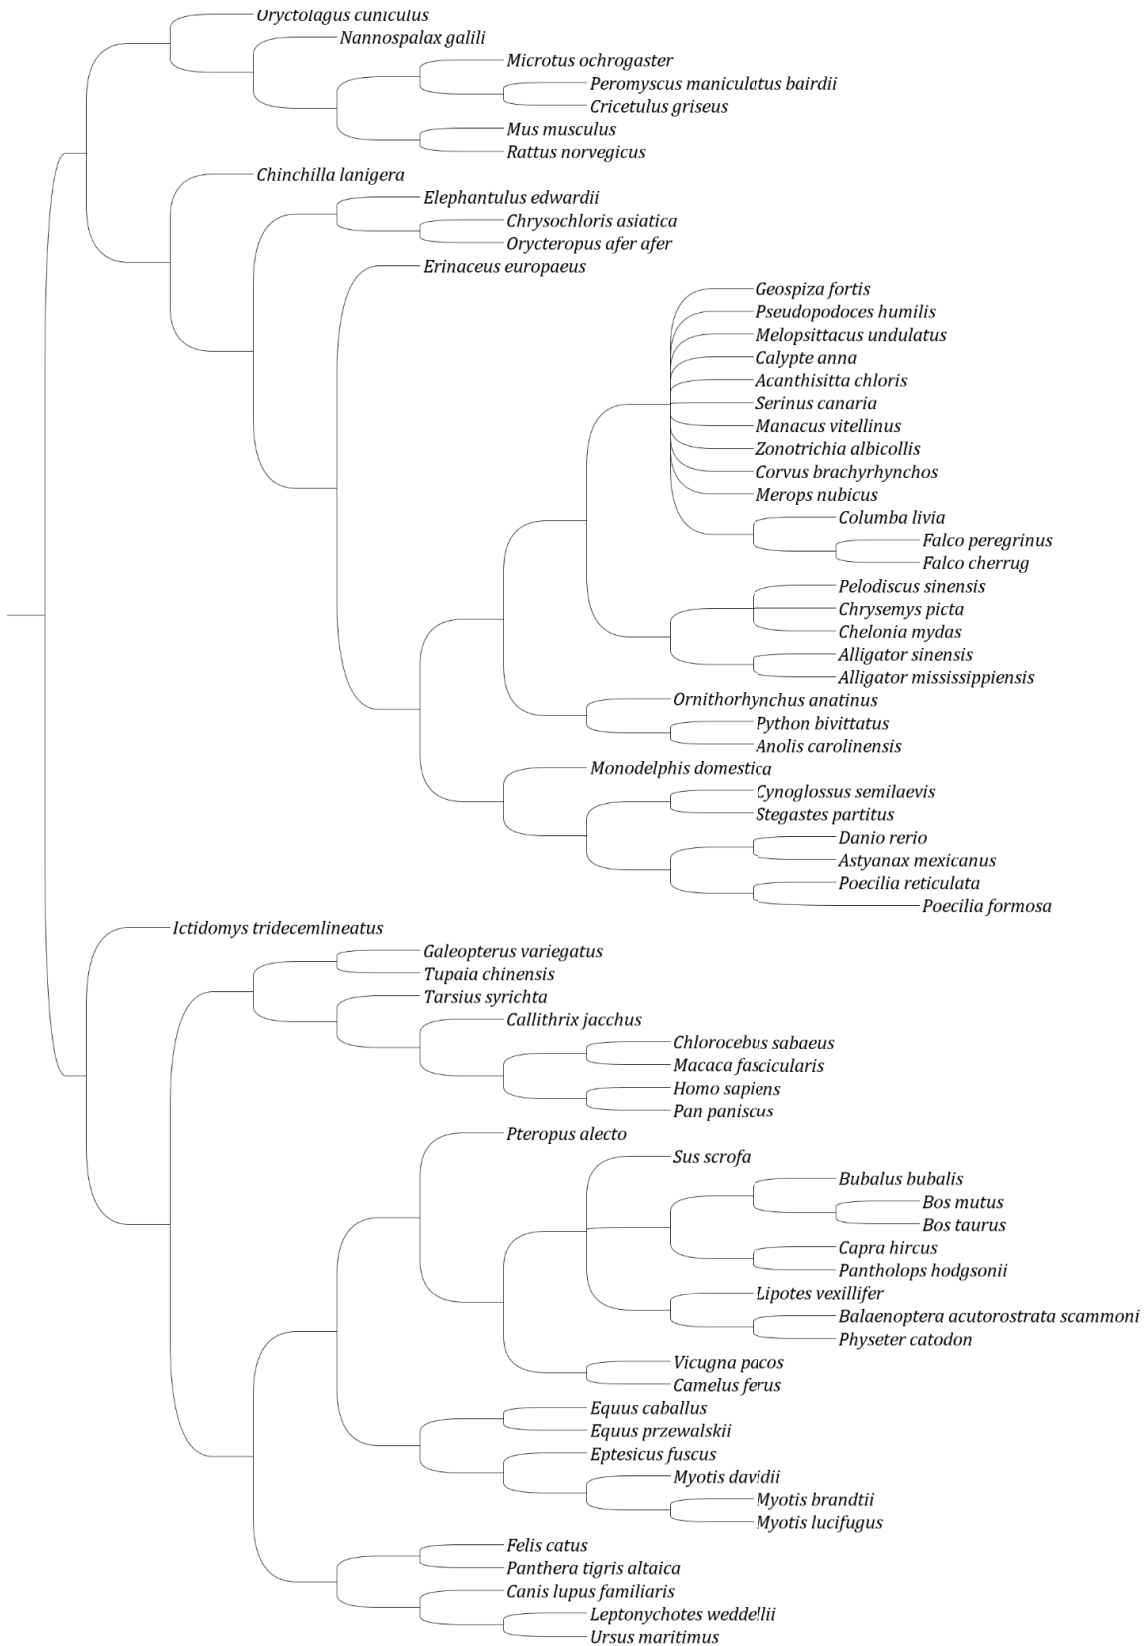 Oryctolagus cuniculus
Nannospalax galili
Microtus ochrogaster
Peromyscus maniculatus bairdii
Cricetulus griseus
Mus musculus
Rattus norvegicus
Chinchilla lanigera
Elephantulus edwardii
Chrysochloris asiatica
Orycteropus afer afer
Erinaceus europaeus
Geospiza fortis
Pseudopodoces humilis
Melopsittacus undulatus
Calypte anna
Acanthisitta chloris
Serinus canaria
Manacus vitellinus
Zonotrichia albicollis
Corvus brachyrhynchos
Merops nubicus
Columba livia
Falco peregrinus
Falco cherrug
Pelodiscus sinensis
Chrysemys picta
Chelonia mydas
Alligator sinensis
Alligator mississippiensis
Ornithorhynchus anatinus
Python bivittatus
Anolis carolinensis
Monodelphis domestica
Cynoglossus semilaevis
Stegastes partitus
Danio rerio
Astyanax mexicanus
Poecilia reticulata
Poecilia formosa
Ictidomys tridecemlineatus
Galeopterus variegatus
Tupaia chinensis
Tarsius syrichta
Callithrix jacchus
Chlorocebus sabaeus
Macaca fascicularis
Homo sapiens
Pan paniscus
Pteropus alecto
Sus scrofa
Bubalus bubalis
Bos mutus
Bos taurus
Capra hircus
Pantholops hodgsonii
Lipotes vexillifer
Balaenoptera acutorostrata scammoni
Physeter catodon
Vicugna pacos
Camelus ferus
Equus caballus
Equus przewalskii
Eptesicus fuscus
Myotis davidii
Myotis brandtii
Myotis lucifugus
Felis catus
Panthera tigris altaica
Canis lupus familiaris
Leptonychotes weddellii
Ursus maritimus